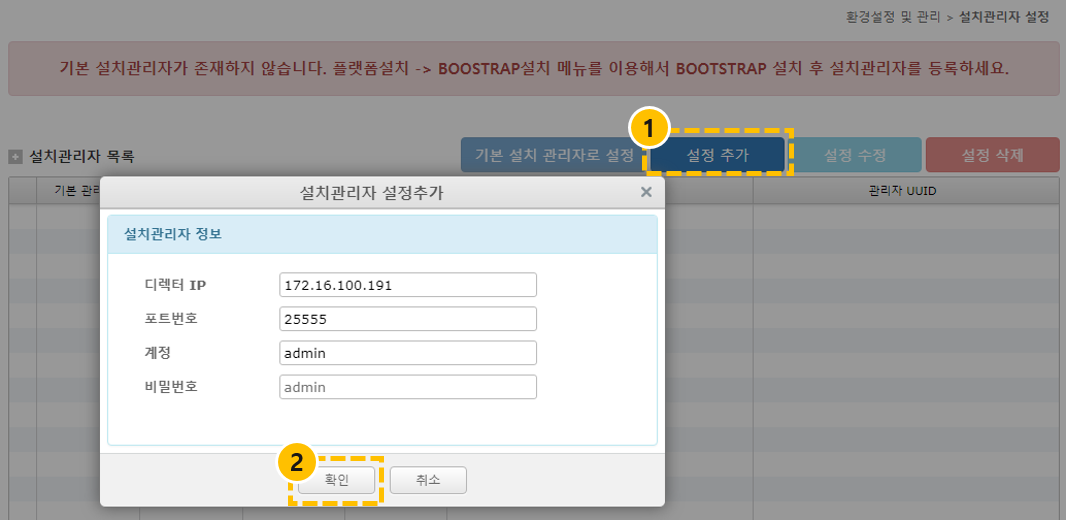 환경설정 및 관리 > 설치관리자 설정
기본 설치관리자가 존재하지 않습니다. 플랫폼설치 -> BOOSTRAP설치 메뉴를 이용해서 BOOTSTRAP 설치 후 설치관리자를 등록하세요.
1
설치관리자 목록
기본 설치 관리자로 설정
설정 추가
설정 수정
설정 삭제
기본 관리
관리자 UUID
설치관리자 설정추가
설치관리자 정보
디렉터 IP 172.16.100.191
포트번호 25555
계정 admin
비밀번호 admin
2
확인
취소